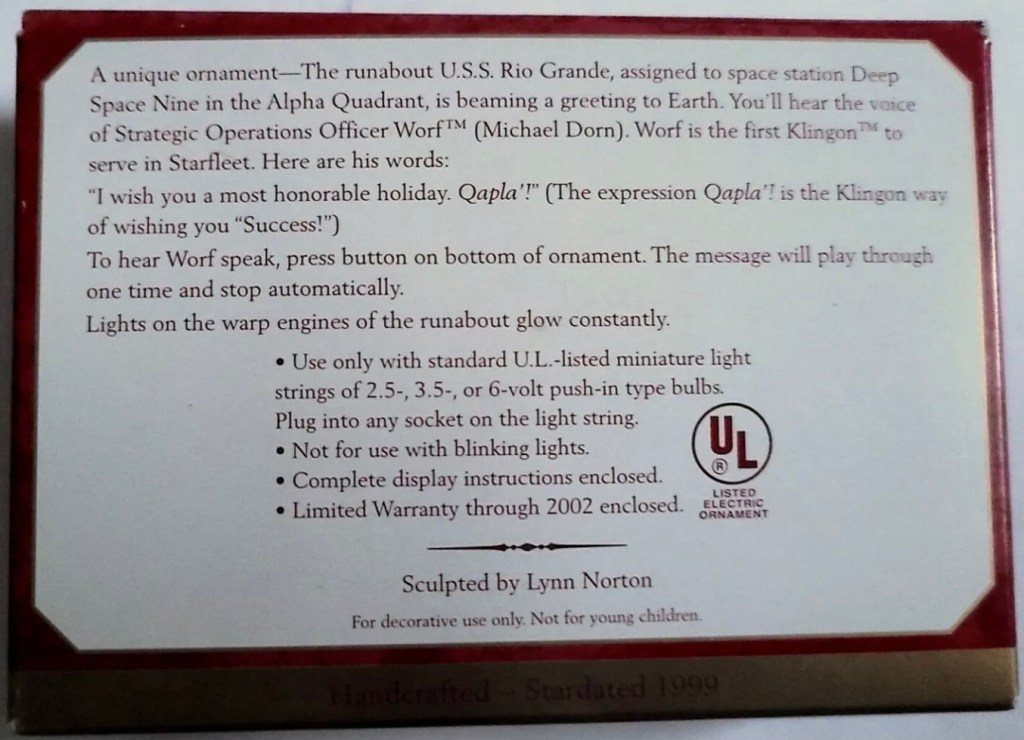 A unique ornament—The runabout U.S.S. Rio Grande, assigned to space station Deep
Space Nine in the Alpha Quadrant, is beaming a greeting to Earth. You'll hear the voice
of Strategic Operations Officer Worf™ (Michael Dorn). Worf is the first Klingon™ to
serve in Starfleet. Here are his words:
"I wish you a most honorable holiday. Qapla'!" (The expression Qapla'! is the Klingon way
of wishing you "Success!")
To hear Worf speak, press button on bottom of ornament. The message will play through
one time and stop automatically.
Lights on the warp engines of the runabout glow constantly.
• Use only with standard U.L.-listed miniature light
strings of 2.5-, 3.5-, or 6-volt push-in type bulbs.
Plug into any socket on the light string.
• Not for use with blinking lights.
• Complete display instructions enclosed.
• Limited Warranty through 2002 enclosed.
UL ®
LISTED
ELECTRIC
ORNAMENT
Sculpted by Lynn Norton
For decorative use only. Not for young children.
Handcrafted – Stardated 1999